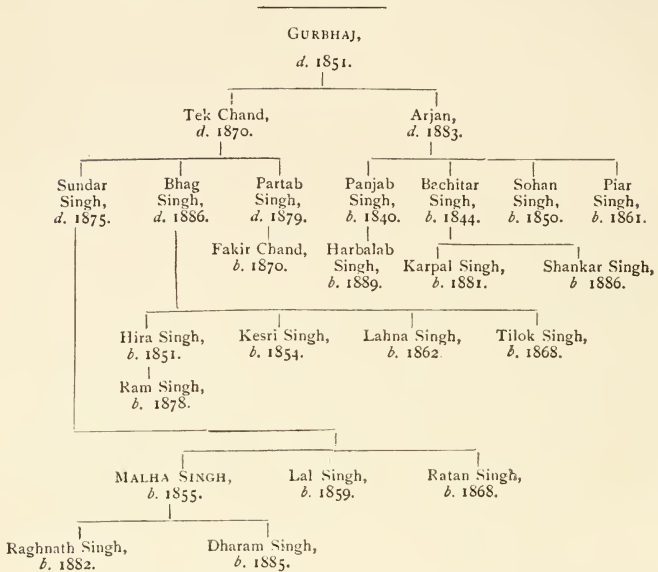 GURBHAJ,
d. 1851.
Tek Chand,
d. 1870.
Arjan,
d. 1883.
Sundar
Singh,
d. 1875.
Bhag
Singh,
d. 1886.
Partab
Singh,
d. 1879.
Panjab
Singh,
b. 1840.
Bachitar
Singh,
b. 1844.
Sohan
Singh,
b. 1850.
Piar
Singh,
b. 1861.
Fakir Chand,
b. 1870.
Harbalab
Singh,
b. 1889.
Karpal Singh,
b. 1881.
Shankar Singh,
b 1886.
Hira Singh,
b. 1851.
Kesri Singh,
b. 1854.
Lahna Singh,
b. 1862
Tilok Singh,
b. 1868.
Ram Singh,
b. 1878.
MALHA SINGH,
b. 1855.
Lal Singh,
b. 1859.
Ratan Singh,
b. 1868.
Raghnath Singh,
b. 1882.
Dharam Singh,
b. 1885.